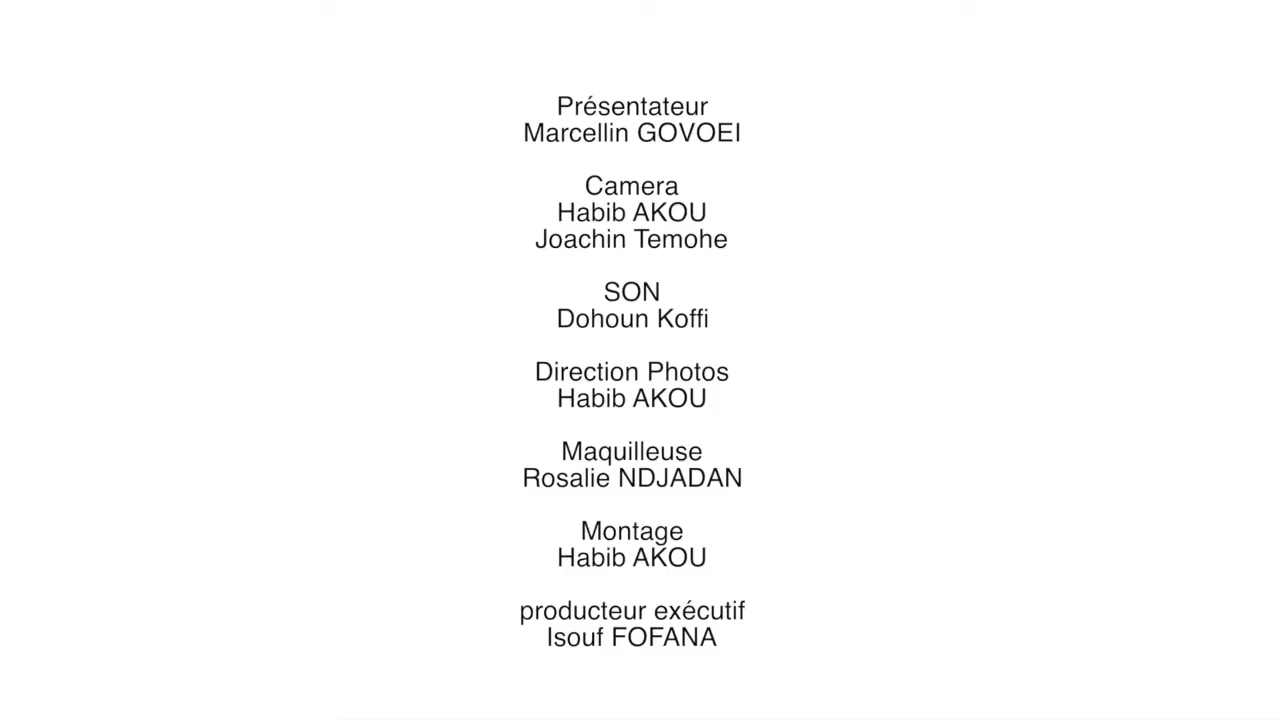 Présentateur
Marcellin GOVOEI
Camera
Habib AKOU
Joachin Temohe
SON
Dohoun Koffi
Direction Photos
Habib AKOU
Maquilleuse
Rosalie NDJADAN
Montage
Habib AKOU
producteur exécutif
Isouf FOFANA